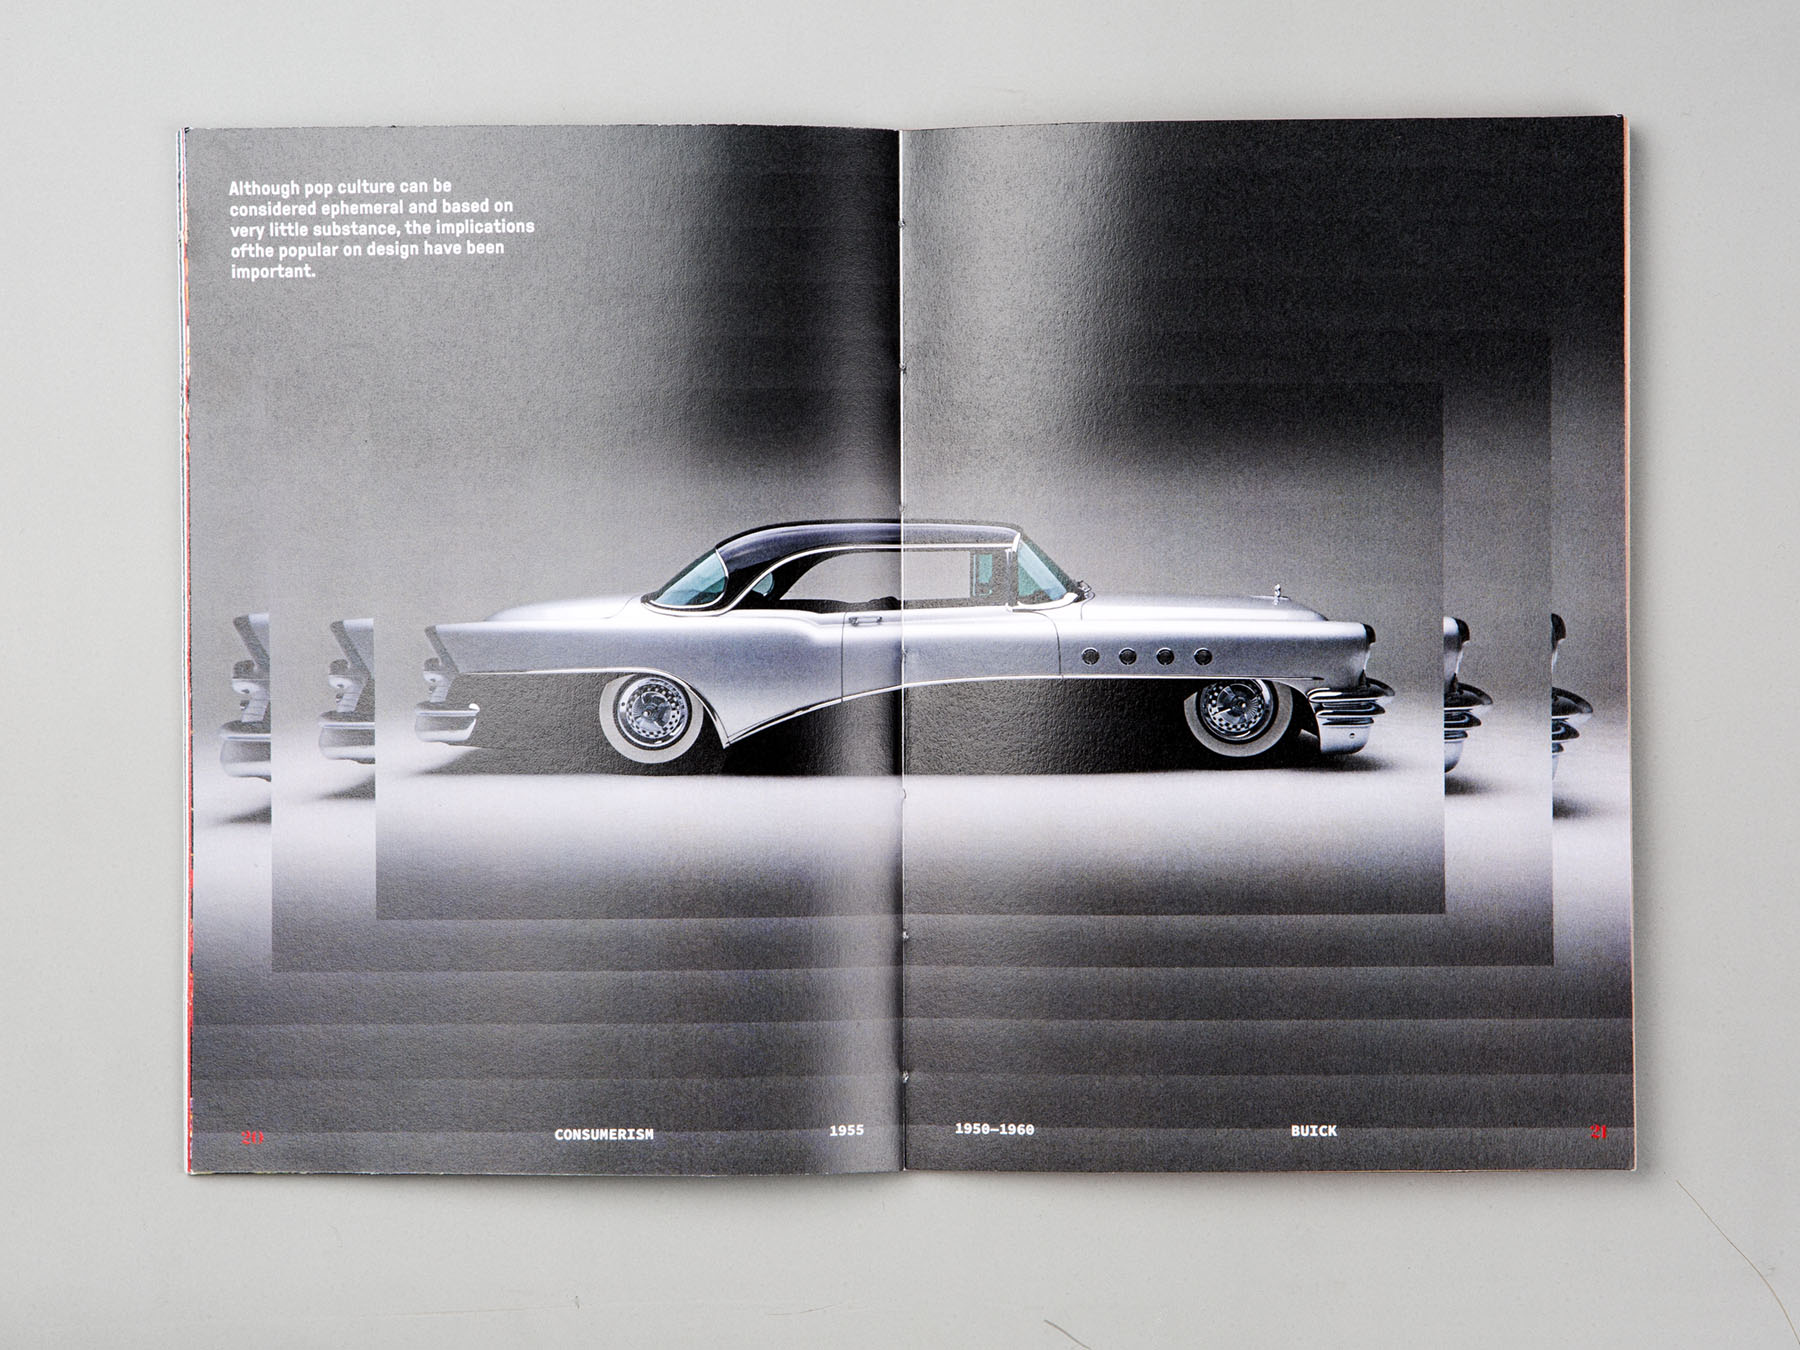 Although pop culture can be
considered ephemeral and based on
very little substance, the implications
ofthe popular on design have been
important.
20
CONSUMERISM
1955
1950–1960
BUICK
21